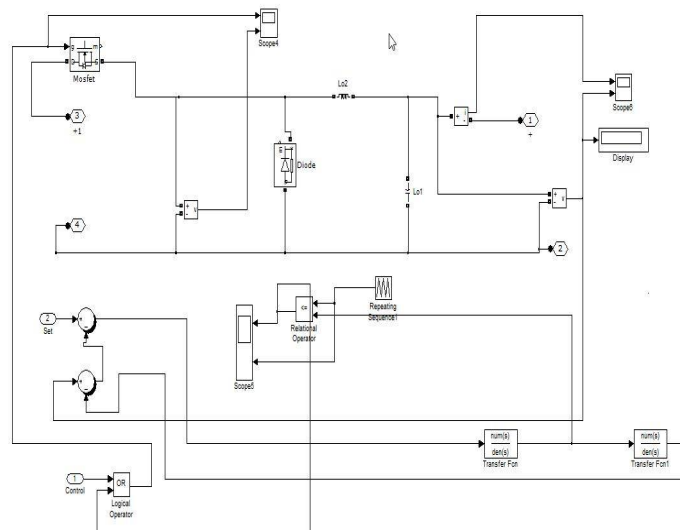 Scope4
g
m
D
S
Mosfet
3
+1
Lo2
i
+
-
1
+
Scope6
Display
Diode
Lo1
+
-
v
+
-
v
4
2
2
Set
+
-
+
-
<=
Relational
Operator
Repeating
Sequence1
Scope5
num(s)
den(s)
Transfer Fcn
num(s)
den(s)
Transfer Fcn1
1
Control
OR
Logical
Operator